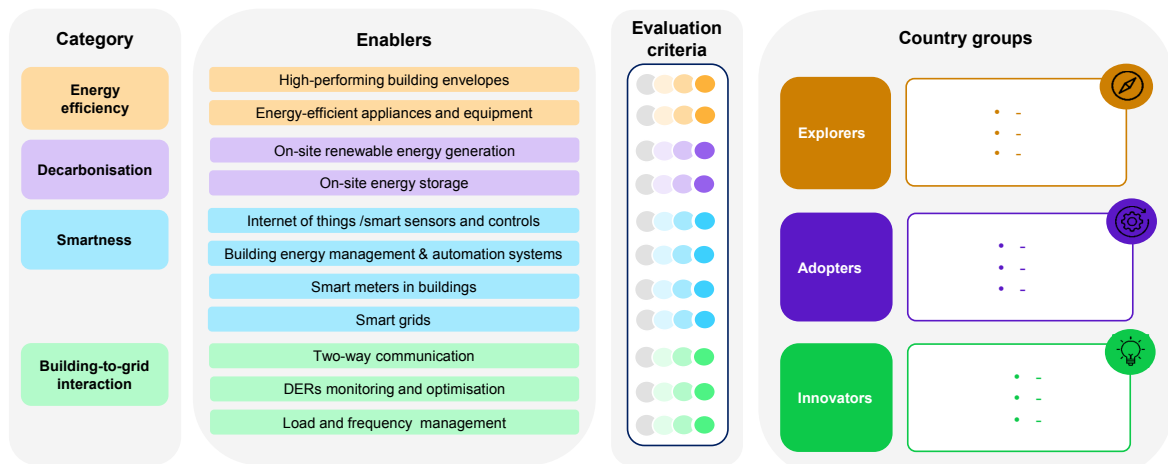 Category
Energy
efficiency
Decarbonisation
Smartness
Building-to-grid
interaction
Enablers
High-performing building envelopes
Energy-efficient appliances and equipment
On-site renewable energy generation
On-site energy storage
Internet of things /smart sensors and controls
Building energy management & automation systems
Smart meters in buildings
Smart grids
Two-way communication
DERs monitoring and optimisation
Load and frequency management
Evaluation
criteria
Country groups
Explorers
• -
• -
• -
Adopters
• -
• -
• -
Innovators
• -
• -
• -